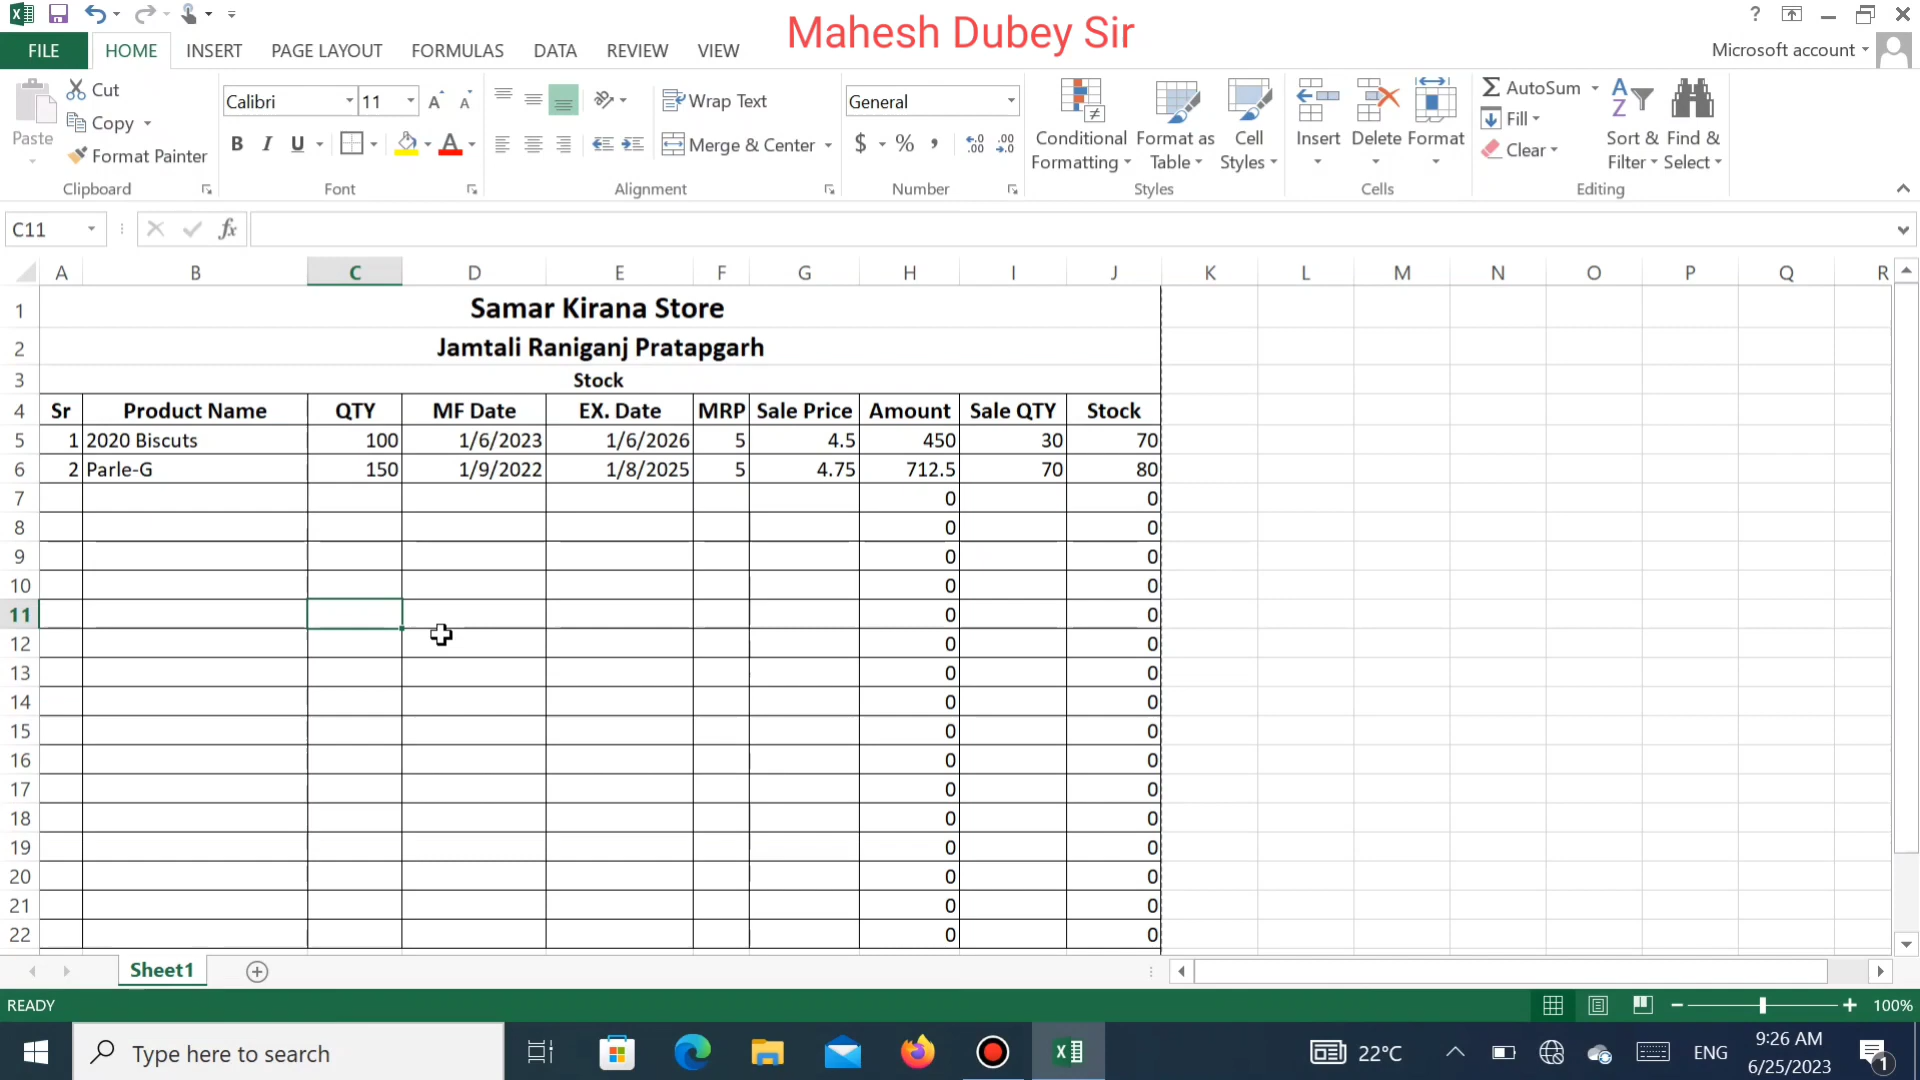 Mahesh Dubey Sir
FILE HOME INSERT PAGE LAYOUT FORMULAS DATA REVIEW VIEW
? Microsoft account
Paste
Cut
Copy
Format Painter
Clipboard
Calibri 11
B I U
Font
Wrap Text
Merge & Center
Alignment
General
$ % ,
Number
Conditional Formatting
Format as Table
Cell Styles
Styles
Insert Delete Format
Cells
AutoSum
Fill
Clear
Sort & Filter
Find & Select
Editing
C11 fx
A B C D E F G H I J K L M N O P Q R
1 Samar Kirana Store
2 Jamtali Raniganj Pratapgarh
3 Stock
4 Sr Product Name QTY MF Date EX. Date MRP Sale Price Amount Sale QTY Stock
5 1 2020 Biscuts 100 1/6/2023 1/6/2026 5 4.5 450 30 70
6 2 Parle-G 150 1/9/2022 1/8/2025 5 4.75 712.5 70 80
7 0 0
8 0 0
9 0 0
10 0 0
11 0 0
12 0 0
13 0 0
14 0 0
15 0 0
16 0 0
17 0 0
18 0 0
19 0 0
20 0 0
21 0 0
22 0 0
Sheet1
READY 100%
Type here to search 22°C ENG 9:26 AM
6/25/2023 1